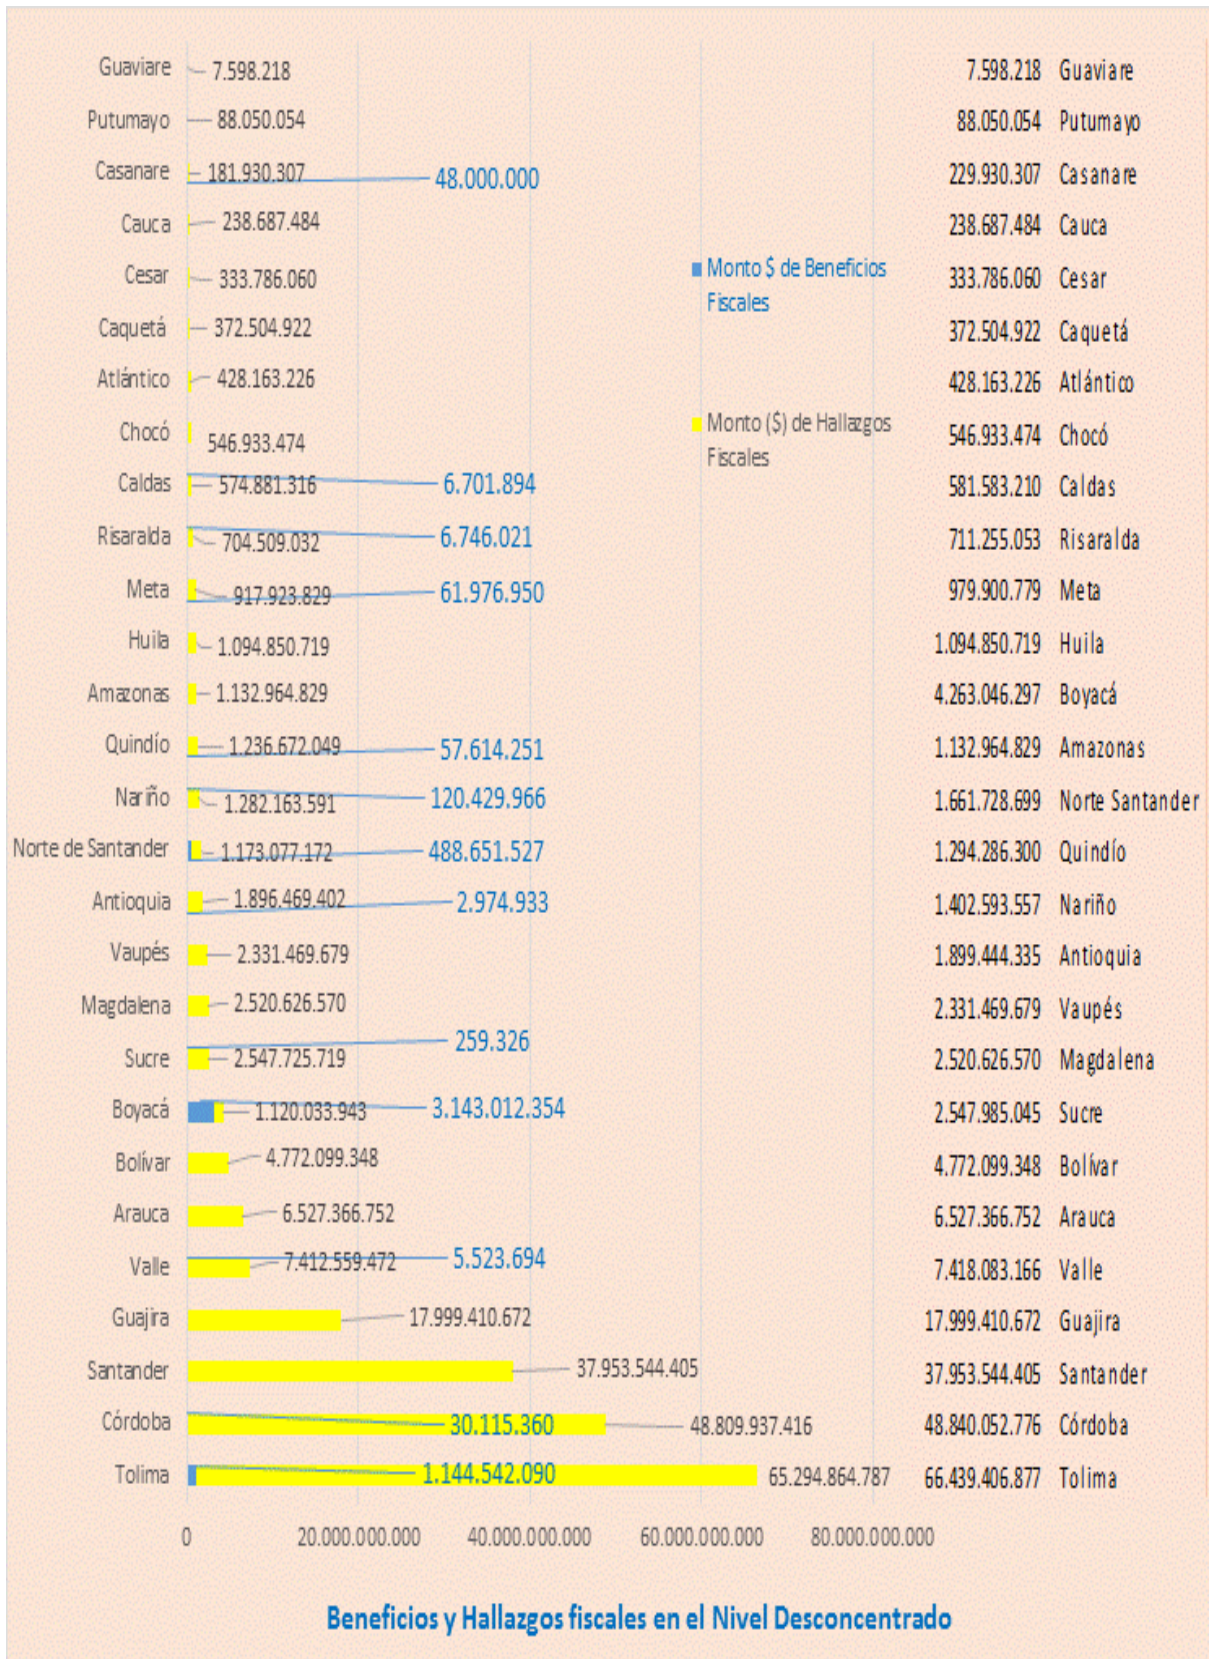 Guaviare 7.598.218 7.598.218 Guaviare
Putumayo 88.050.054 88.050.054 Putumayo
Casanare 181.930.307 48.000.000 229.930.307 Casanare
Cauca 238.687.484 238.687.484 Cauca
Cesar 333.786.060 333.786.060 Cesar
Monto $ de Beneficios
Fiscales
Caquetá 372.504.922 372.504.922 Caquetá
Atlántico 428.163.226 428.163.226 Atlántico
Monto ($) de Hallazgos
Fiscales
Chocó 546.933.474 546.933.474 Chocó
Caldas 574.881.316 6.701.894 581.583.210 Caldas
Risaralda 704.509.032 6.746.021 711.255.053 Risaralda
Meta 917.923.829 61.976.950 979.900.779 Meta
Huila 1.094.850.719 1.094.850.719 Huila
Amazonas 1.132.964.829 4.263.046.297 Boyacá
Quindío 1.236.672.049 57.614.251 1.132.964.829 Amazonas
Nariño 1.282.163.591 120.429.966 1.661.728.699 Norte Santander
Norte de Santander 1.173.077.172 488.651.527 1.294.286.300 Quindío
Antioquia 1.896.469.402 2.974.933 1.402.593.557 Nariño
Vaupés 2.331.469.679 1.899.444.335 Antioquia
Magdalena 2.520.626.570 2.331.469.679 Vaupés
Sucre 2.547.725.719 259.326 2.520.626.570 Magdalena
Boyacá 1.120.033.943 3.143.012.354 2.547.985.045 Sucre
Bolívar 4.772.099.348 4.772.099.348 Bolívar
Arauca 6.527.366.752 6.527.366.752 Arauca
Valle 7.412.559.472 5.523.694 7.418.083.166 Valle
Guajira 17.999.410.672 17.999.410.672 Guajira
Santander 37.953.544.405 37.953.544.405 Santander
Córdoba 30.115.360 48.809.937.416 48.840.052.776 Córdoba
Tolima 1.144.542.090 65.294.864.787 66.439.406.877 Tolima
0 20.000.000.000 40.000.000.000 60.000.000.000 80.000.000.000
Beneficios y Hallazgos fiscales en el Nivel Desconcentrado